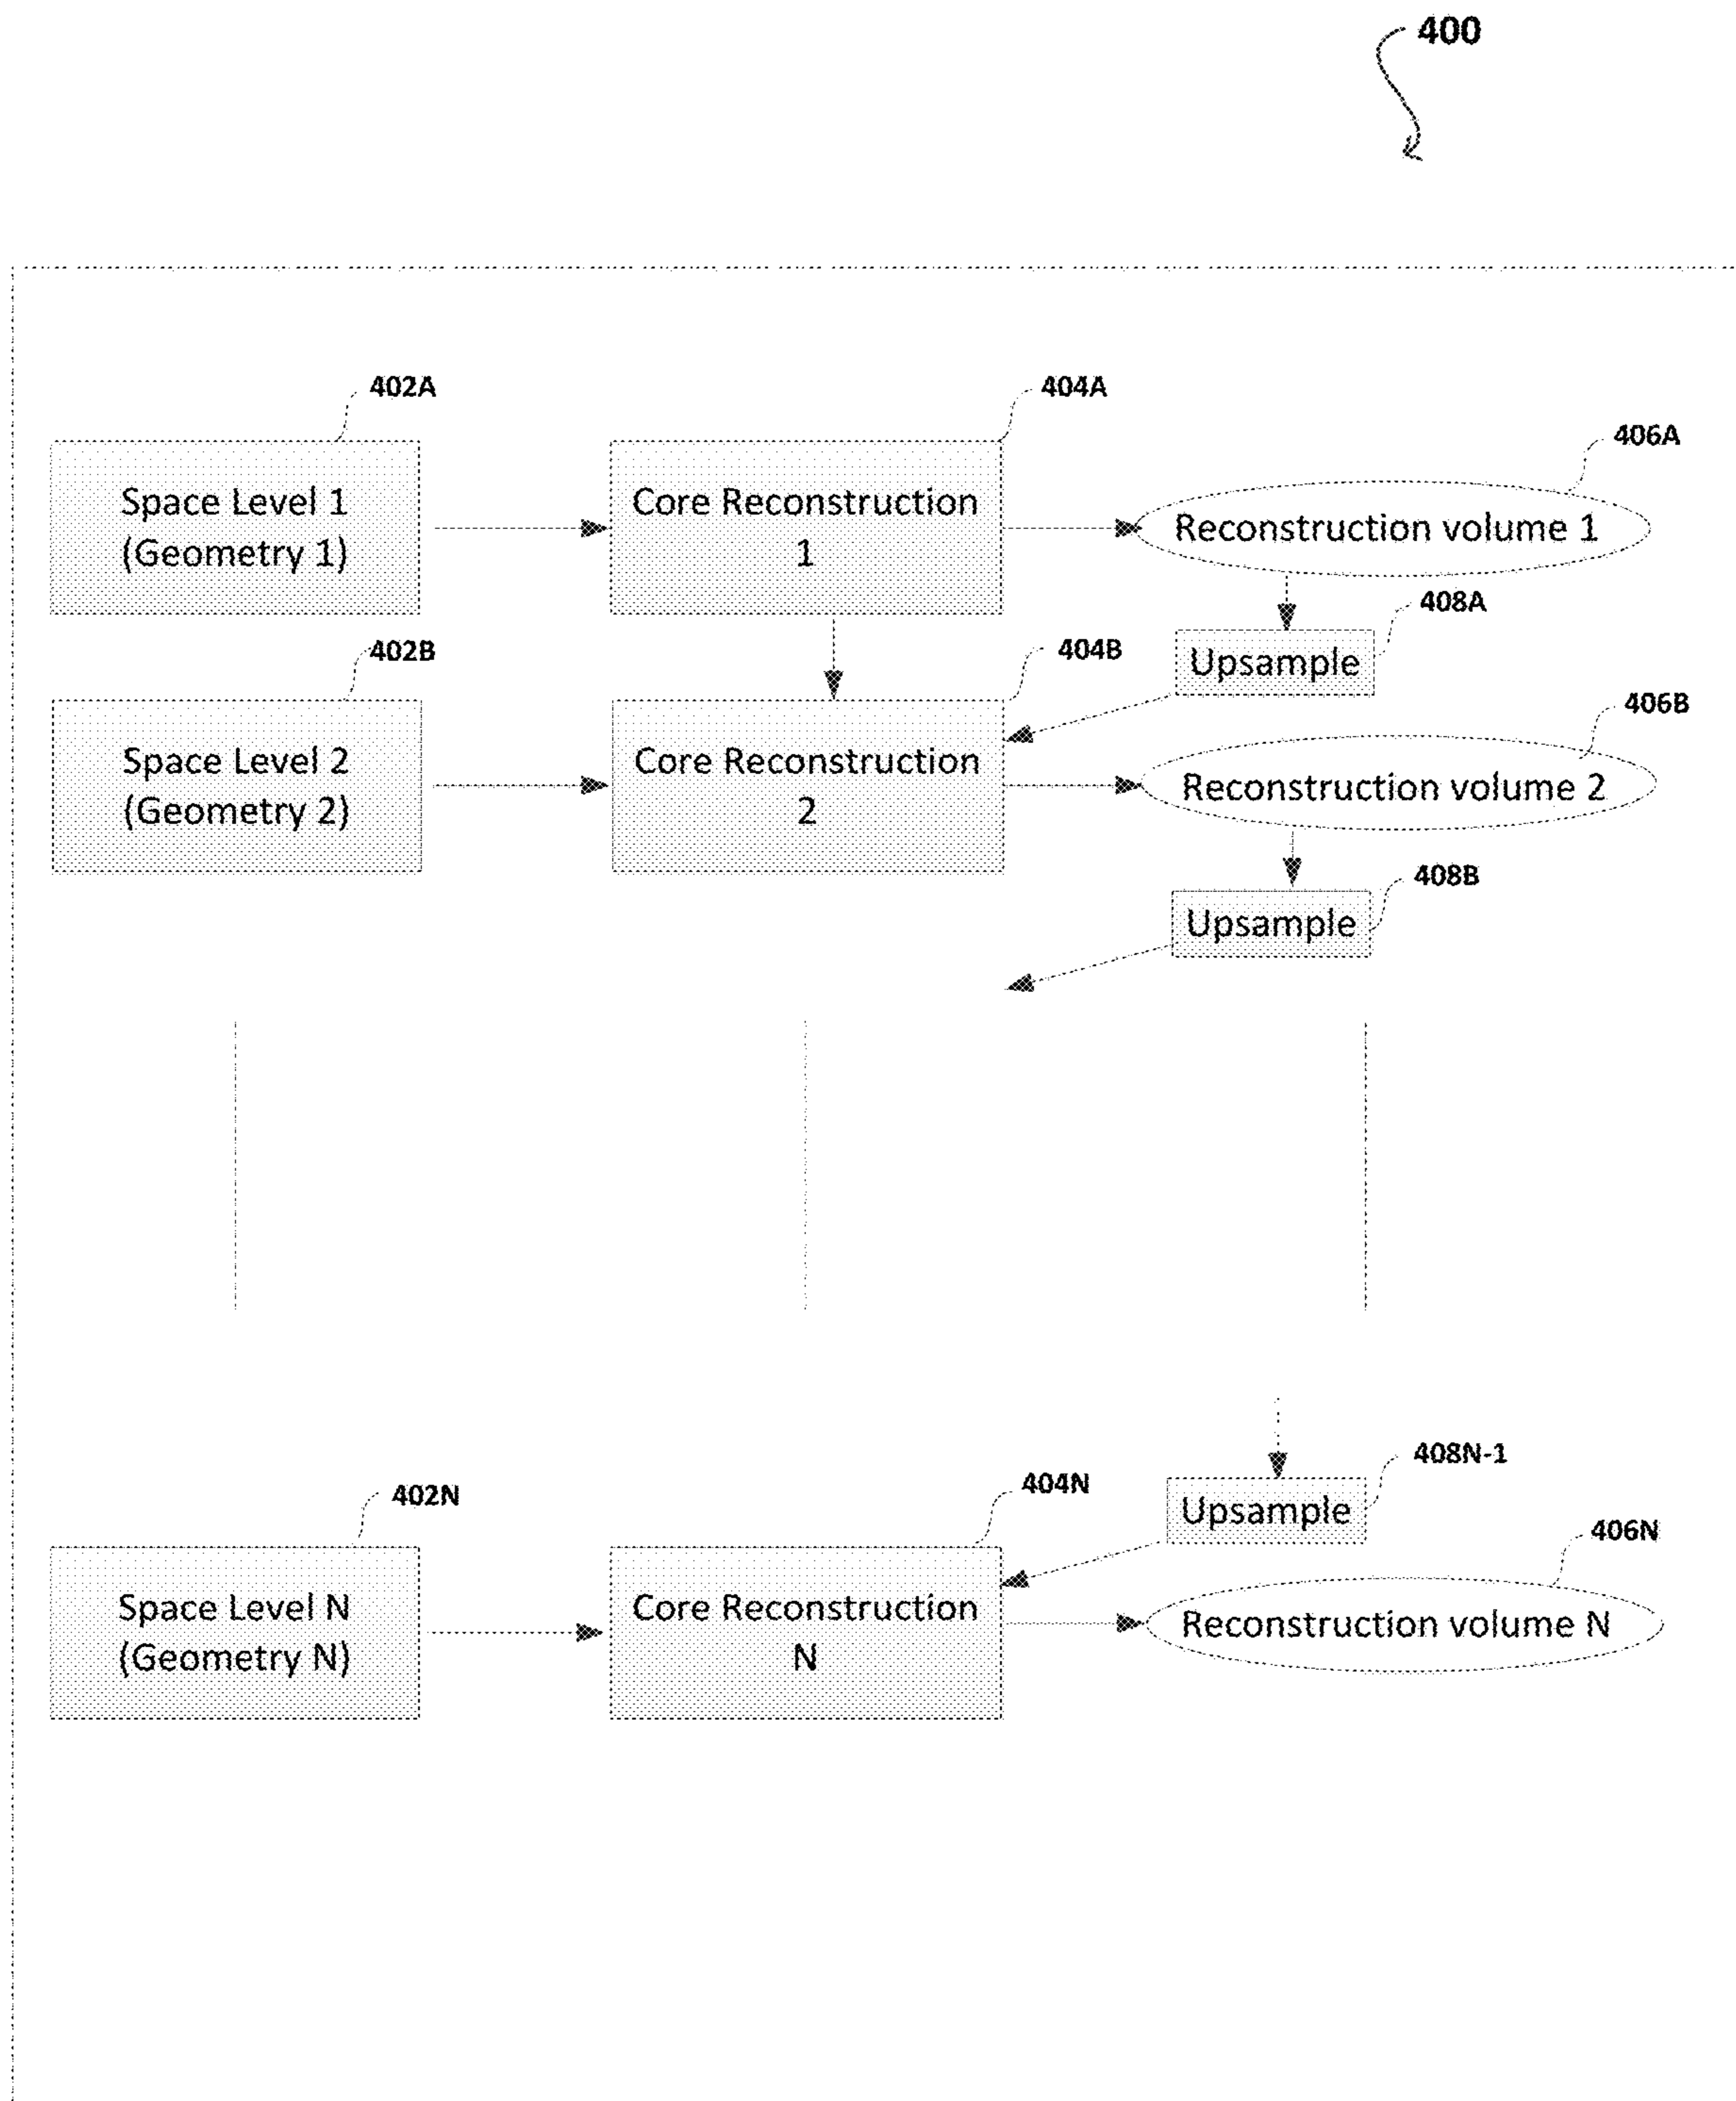 400
402A
404A
406A
Space Level 1
(Geometry 1)
Core Reconstruction
1
Reconstruction volume 1
408A
Upsample
402B
404B
406B
Space Level 2
(Geometry 2)
Core Reconstruction
2
Reconstruction volume 2
408B
Upsample
408N-1
Upsample
402N
404N
406N
Space Level N
(Geometry N)
Core Reconstruction
N
Reconstruction volume N